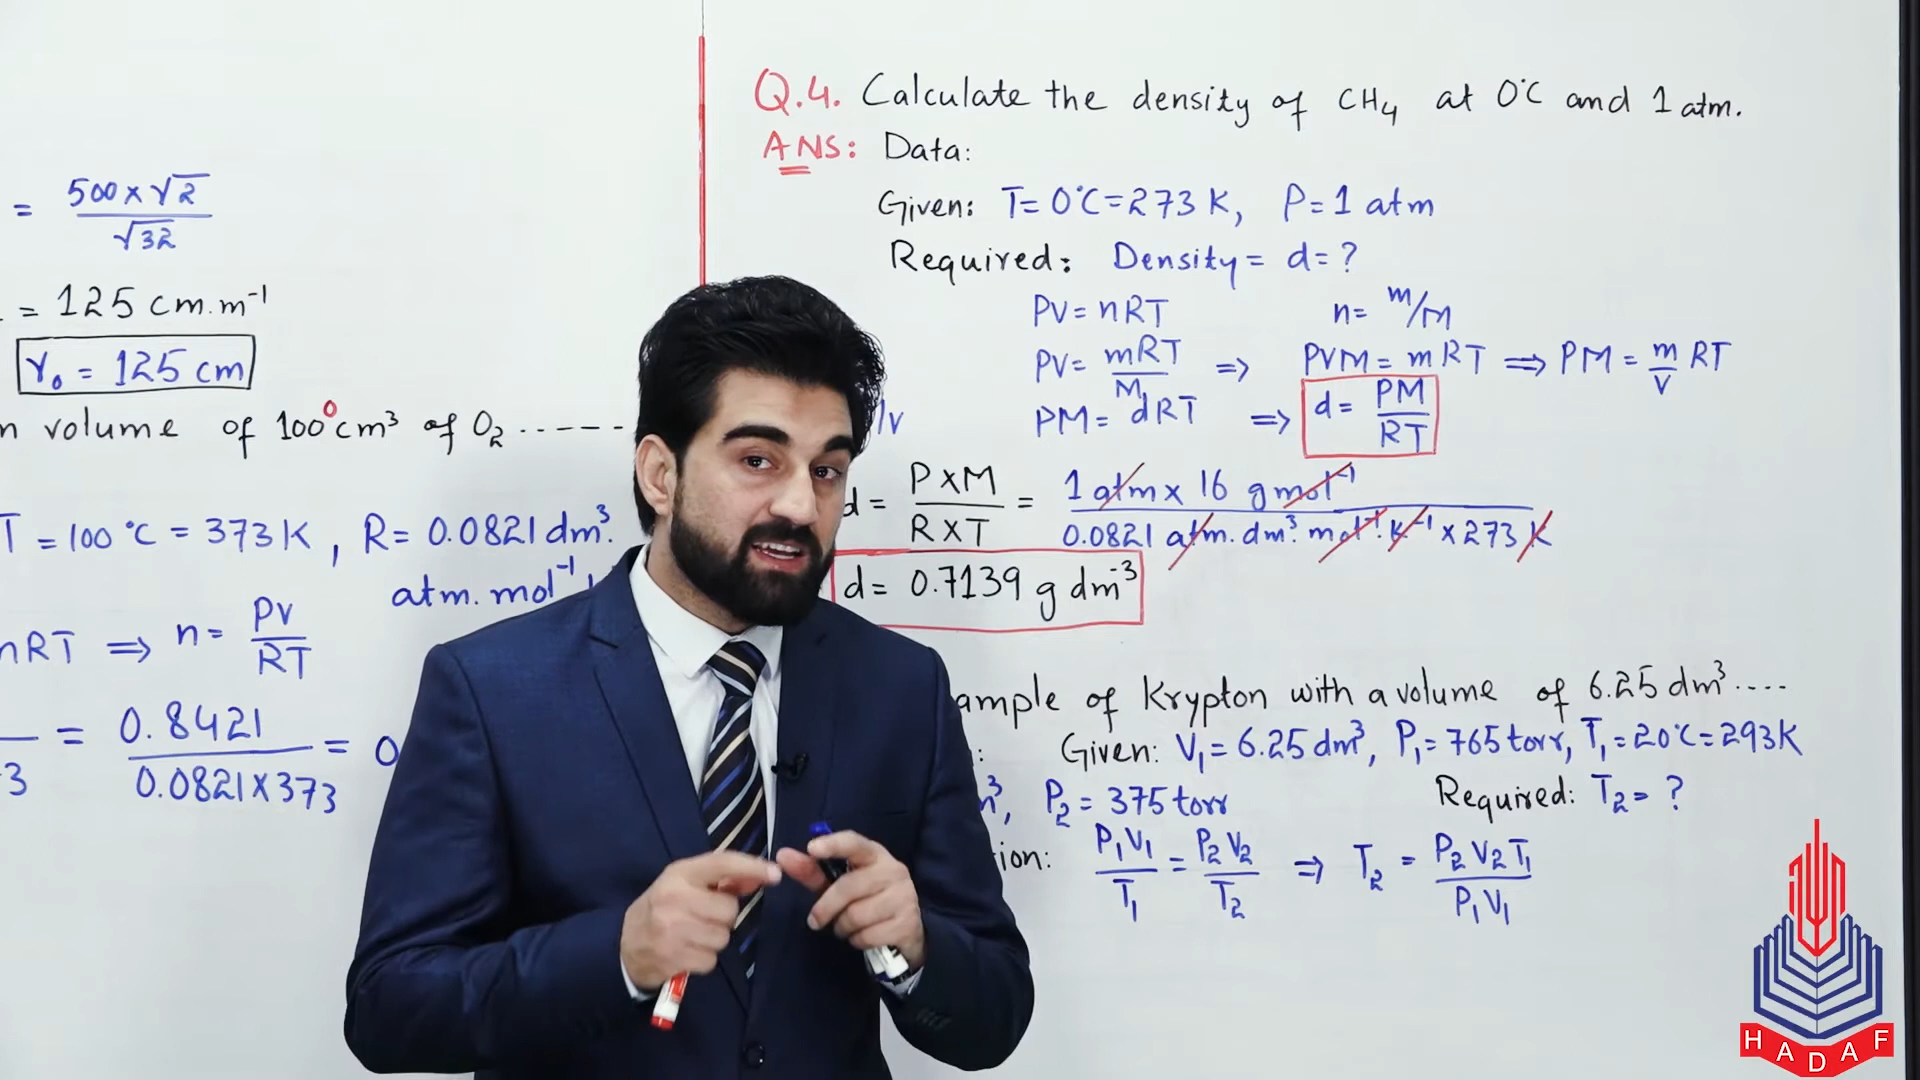 = 500×√2 / √32
= 125 cm.m⁻¹
r₀ = 125 cm
volume of 100°cm³ of O₂ ------
T = 100 °C = 373 K , R = 0.0821 dm³.
atm. mol⁻¹
nRT ⇒ n = PV / RT
= 0.8421 / 0.0821×373 = 0
Q.4. Calculate the density of CH₄ at 0°C and 1 atm.
ANS: Data:
Given: T= 0°C = 273 K, P = 1 atm
Required: Density = d = ?
PV = nRT n = m/M
PV = mRT / M ⇒ PVM = mRT ⇒ PM = m/V RT
PM = dRT ⇒ d = PM / RT
/v
d = P×M / R×T = 1 atm × 16 g mol⁻¹ / 0.0821 atm. dm³. mol⁻¹. K⁻¹ × 273 K
d = 0.7139 g dm⁻³
ample of Krypton with a volume of 6.25 dm³....
: Given: V₁ = 6.25 dm³, P₁ = 765 torr, T₁ = 20°C = 293K
m³, P₂ = 375 torr Required: T₂ = ?
tion: P₁V₁ / T₁ = P₂V₂ / T₂ ⇒ T₂ = P₂V₂T₁ / P₁V₁
HADAF